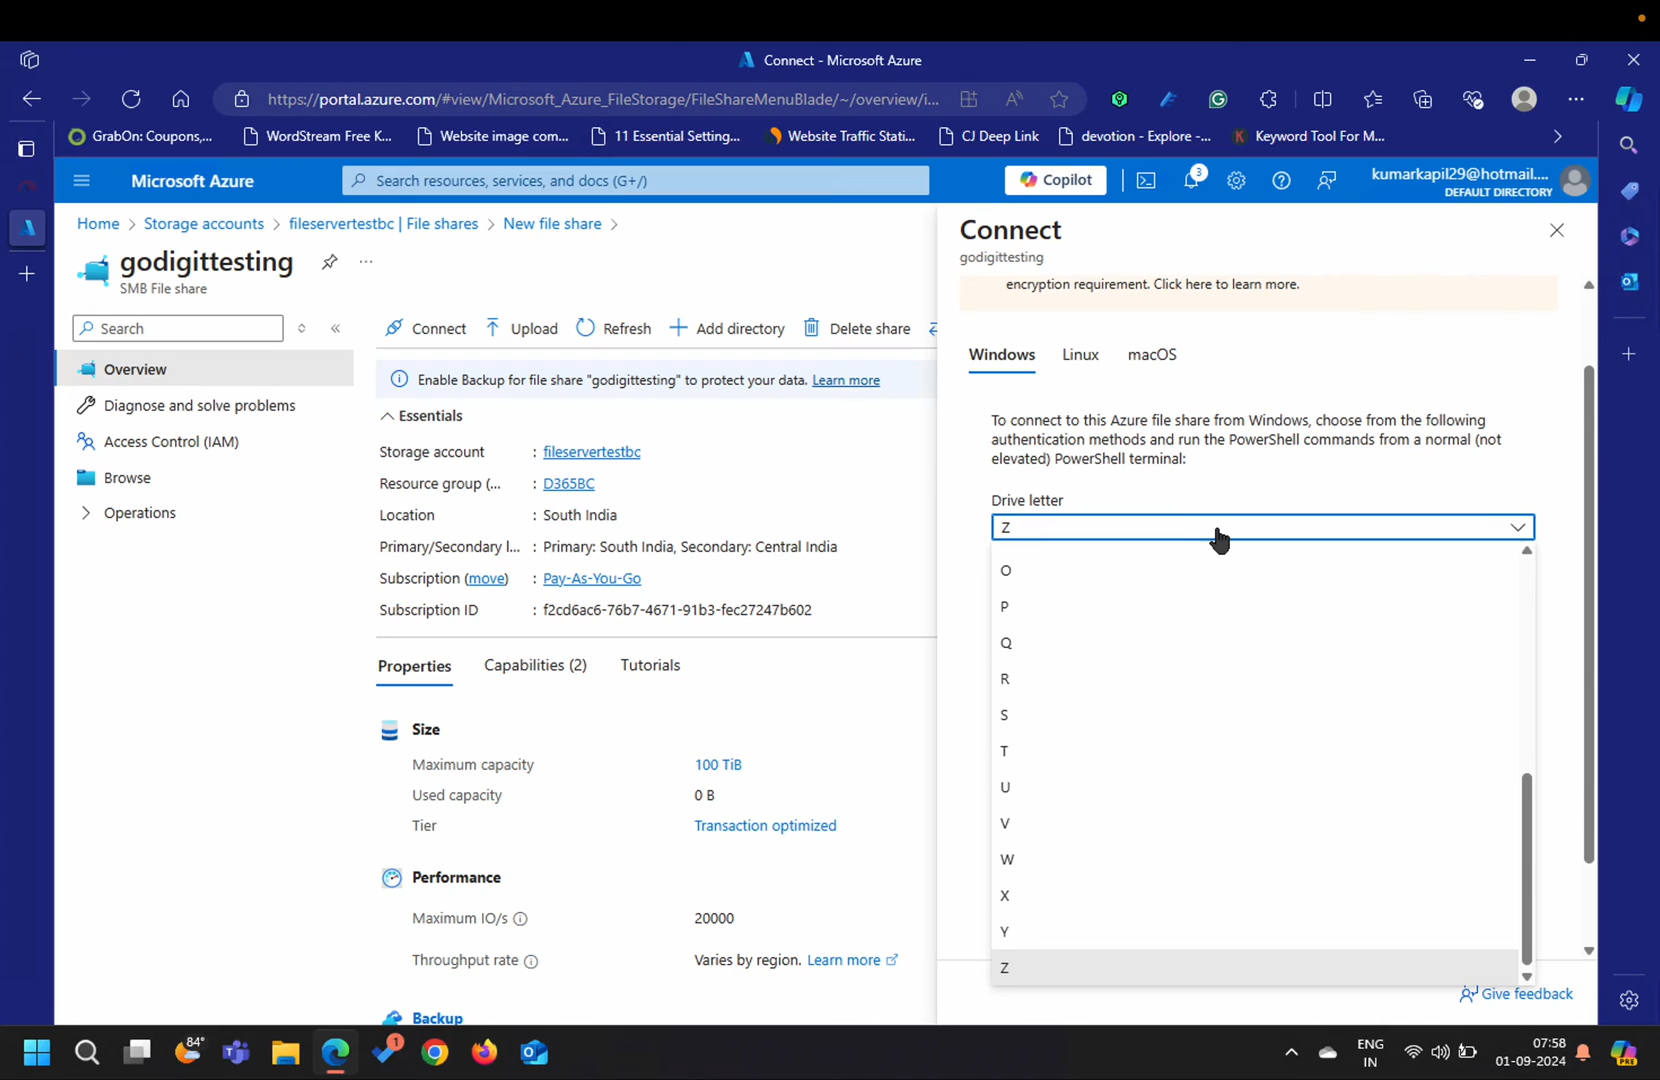 Connect - Microsoft Azure
https://portal.azure.com/#view/Microsoft_Azure_FileStorage/FileShareMenuBlade/~/overview/i...
GrabOn: Coupons,...
WordStream Free K...
Website image com...
11 Essential Setting...
Website Traffic Stati...
CJ Deep Link
devotion - Explore -...
Keyword Tool For M...
Microsoft Azure
Search resources, services, and docs (G+/)
Copilot
3
kumarkapil29@hotmail....
DEFAULT DIRECTORY
Home > Storage accounts > fileservertestbc | File shares > New file share >
godigittesting
...
SMB File share
Search
Overview
Diagnose and solve problems
Access Control (IAM)
Browse
Operations
Connect
Upload
Refresh
Add directory
Delete share
Enable Backup for file share "godigittesting" to protect your data. Learn more
Essentials
Storage account : fileservertestbc
Resource group (... : D365BC
Location : South India
Primary/Secondary l... : Primary: South India, Secondary: Central India
Subscription (move) : Pay-As-You-Go
Subscription ID : f2cd6ac6-76b7-4671-91b3-fec27247b602
Properties
Capabilities (2)
Tutorials
Size
Maximum capacity 100 TiB
Used capacity 0 B
Tier Transaction optimized
Performance
Maximum IO/s 20000
Throughput rate Varies by region. Learn more
Backup
Connect
godigittesting
encryption requirement. Click here to learn more.
Windows
Linux
macOS
To connect to this Azure file share from Windows, choose from the following
authentication methods and run the PowerShell commands from a normal (not
elevated) PowerShell terminal:
Drive letter
Z
O
P
Q
R
S
T
U
V
W
X
Y
Z
Give feedback
84°
1
ENG
IN
07:58
01-09-2024
PRE